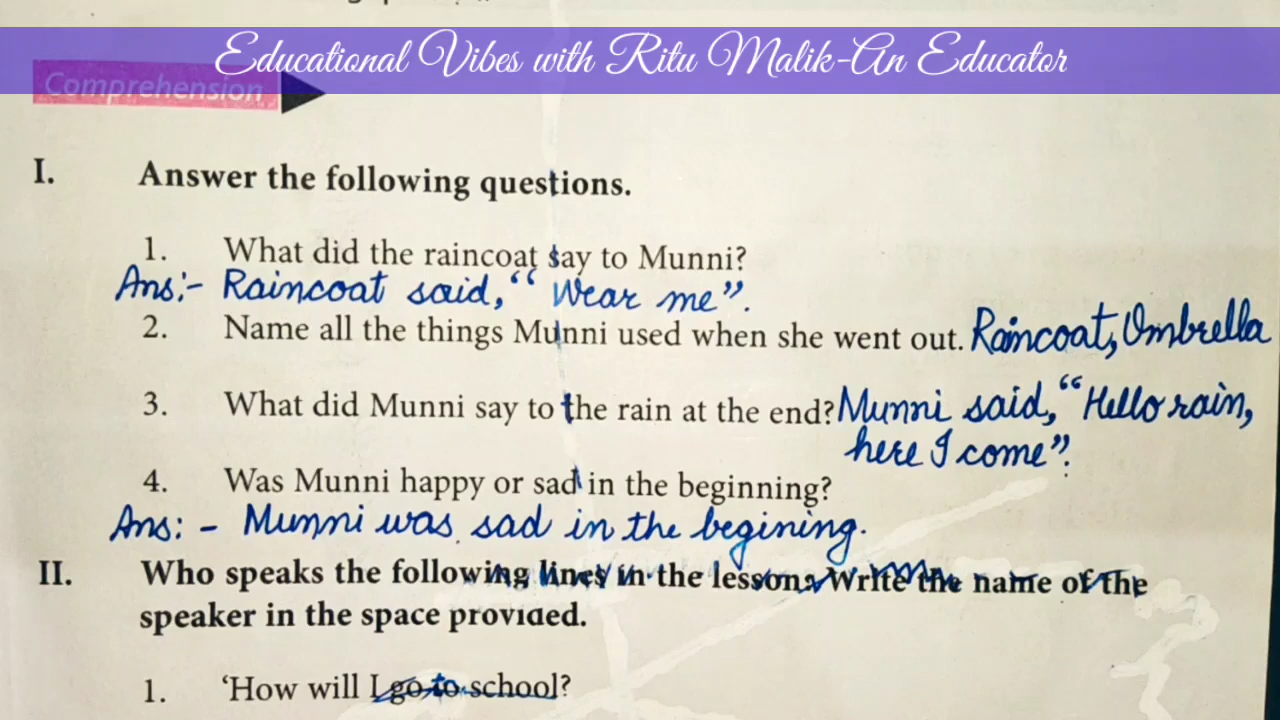 Educational Vibes with Ritu Malik-An Educator
Comprehension
I. Answer the following questions.
1. What did the raincoat say to Munni?
Ans:- Raincoat said, “Wear me”.
2. Name all the things Munni used when she went out. Raincoat, Ombrella
3. What did Munni say to the rain at the end? Munni said, “Hello rain,
here I come”.
4. Was Munni happy or sad in the beginning?
Ans: - Munni was sad in the begining.
II. Who speaks the following lines in the lesson? Write the name of the
speaker in the space provided.
1. ‘How will I go to school?